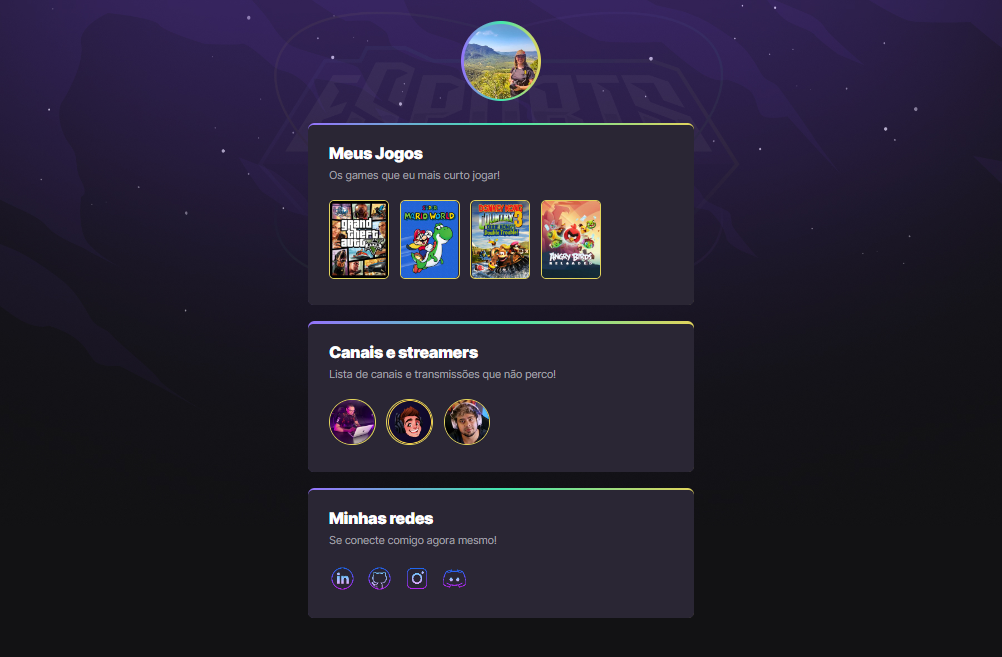 ESPORTS
Meus Jogos
Os games que eu mais curto jogar!
grand
theft
auto
SUPER
MARIO WORLD
DONKEY KONG
COUNTRY 3
Double Trouble!
ANGRY BIRDS
RELOADED
Canais e streamers
Lista de canais e transmissões que não perco!
Minhas redes
Se conecte comigo agora mesmo!
in